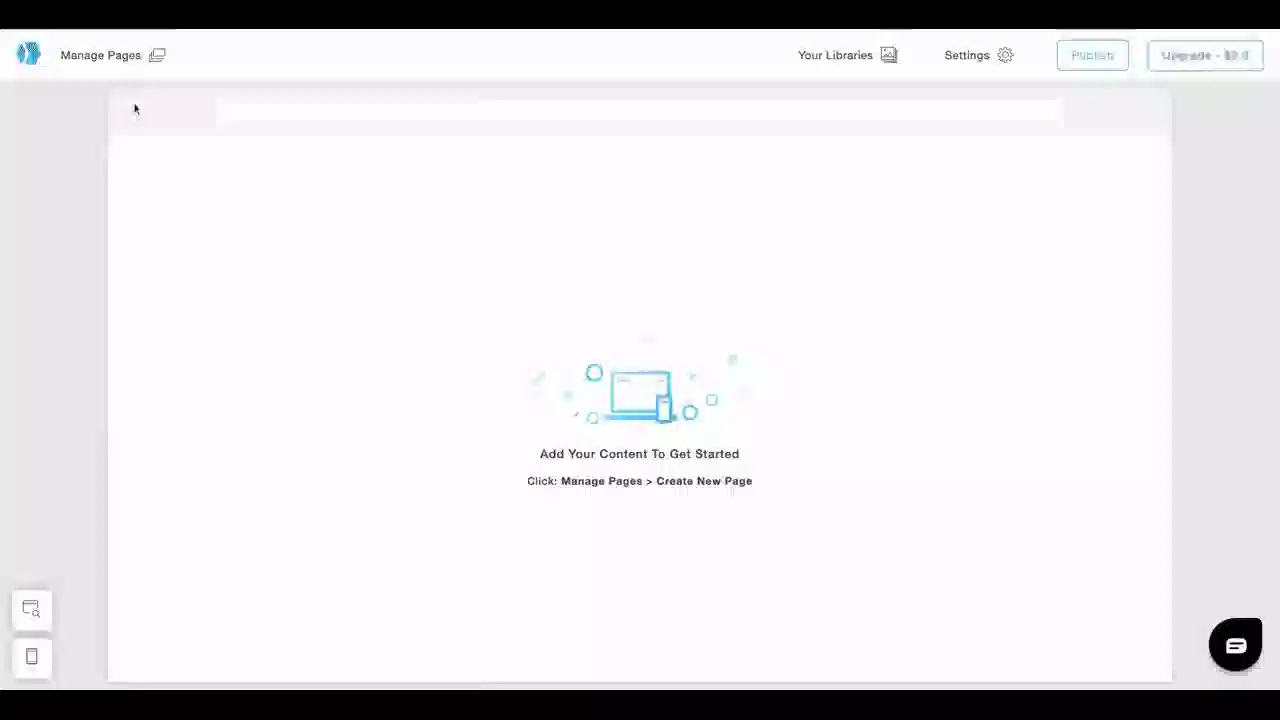 Manage Pages
Your Libraries
Settings
Publish
Upgrade -
Add Your Content To Get Started
Click: Manage Pages > Create New Page